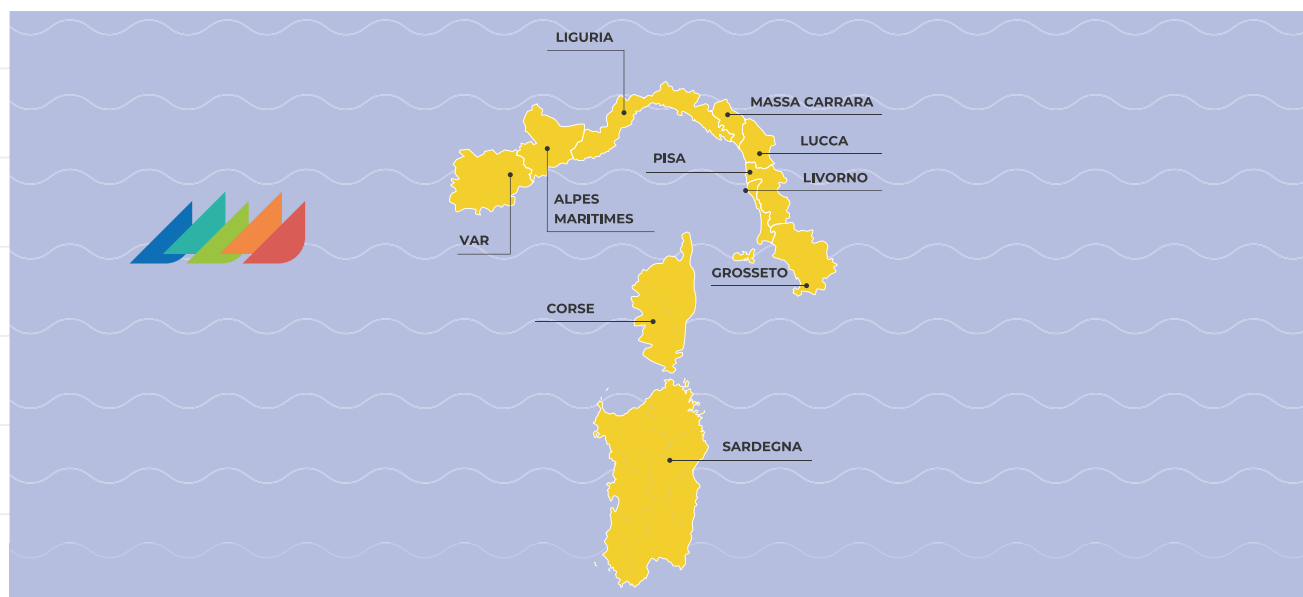 LIGURIA
MASSA CARRARA
LUCCA
PISA
LIVORNO
ALPES
MARITIMES
VAR
GROSSETO
CORSE
SARDEGNA